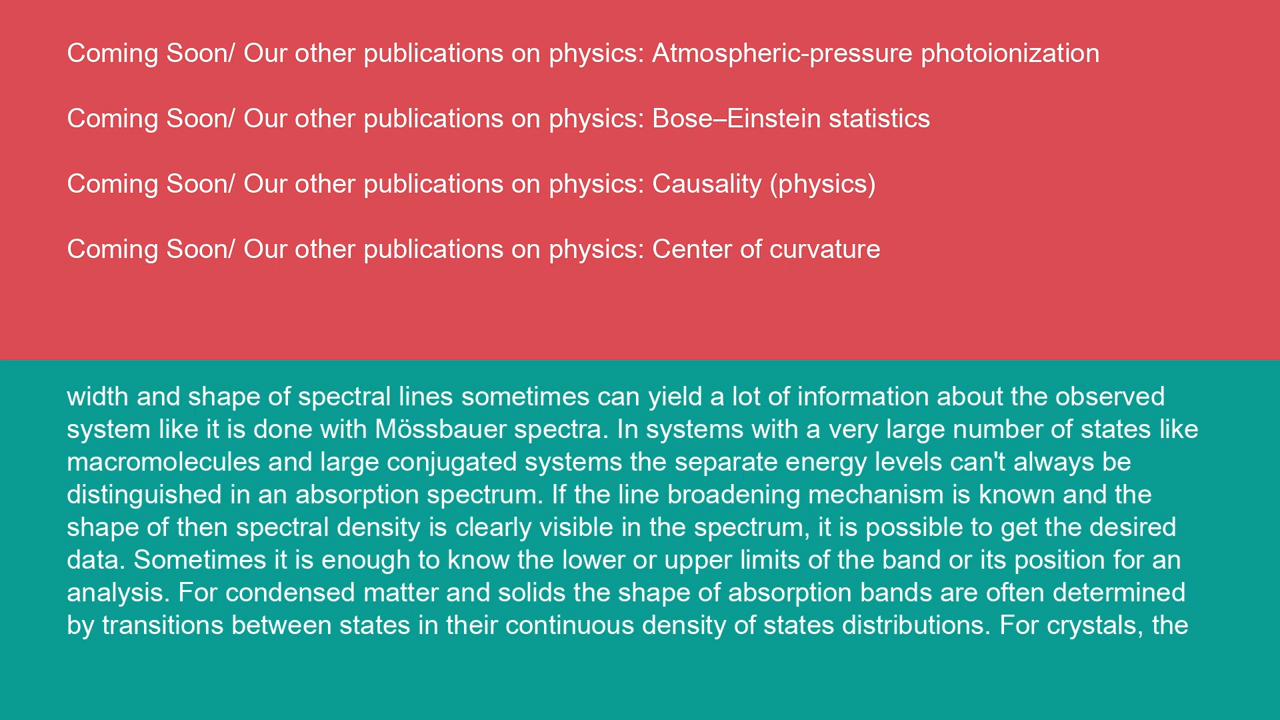 Coming Soon/ Our other publications on physics: Atmospheric-pressure photoionization
Coming Soon/ Our other publications on physics: Bose–Einstein statistics
Coming Soon/ Our other publications on physics: Causality (physics)
Coming Soon/ Our other publications on physics: Center of curvature
width and shape of spectral lines sometimes can yield a lot of information about the observed
system like it is done with Mössbauer spectra. In systems with a very large number of states like
macromolecules and large conjugated systems the separate energy levels can't always be
distinguished in an absorption spectrum. If the line broadening mechanism is known and the
shape of then spectral density is clearly visible in the spectrum, it is possible to get the desired
data. Sometimes it is enough to know the lower or upper limits of the band or its position for an
analysis. For condensed matter and solids the shape of absorption bands are often determined
by transitions between states in their continuous density of states distributions. For crystals, the